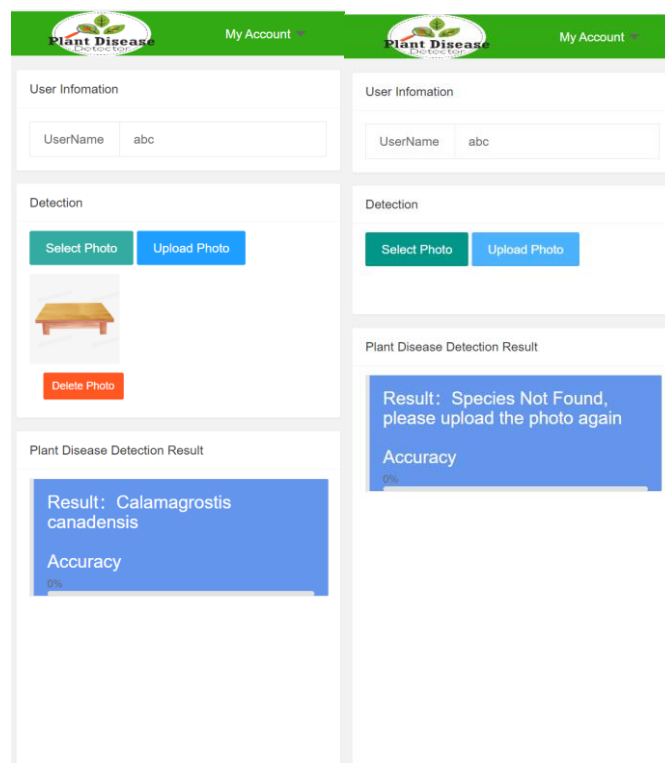 Plant Disease
Detector
My Account
User Infomation
UserName abc
Detection
Select Photo Upload Photo
Delete Photo
Plant Disease Detection Result
Result：Calamagrostis
canadensis
Accuracy
0%
Plant Disease
Detector
My Account
User Infomation
UserName abc
Detection
Select Photo Upload Photo
Plant Disease Detection Result
Result：Species Not Found,
please upload the photo again
Accuracy
0%